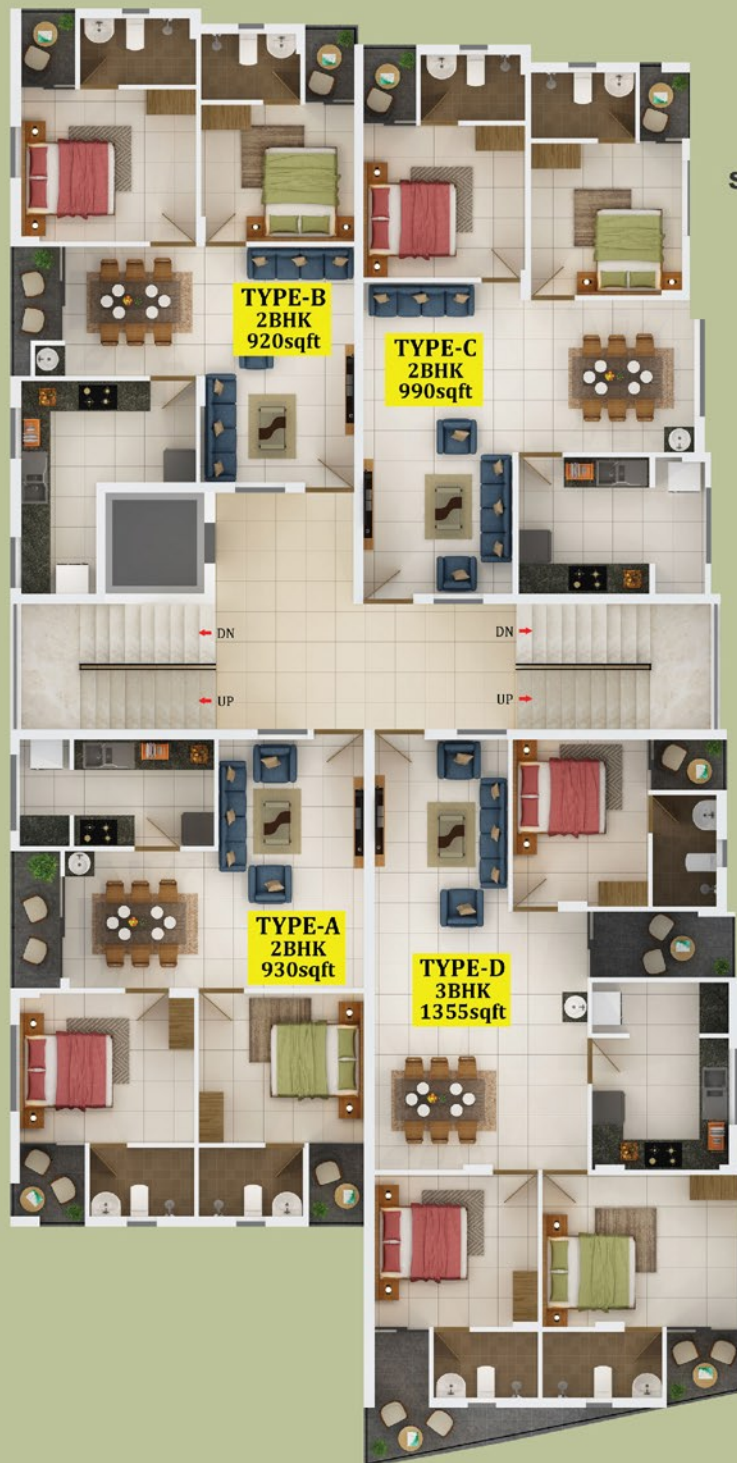 TYPE-B
2BHK
920sqft
TYPE-C
2BHK
990sqft
DN
DN
UP
UP
TYPE-A
2BHK
930sqft
TYPE-D
3BHK
1355sqft